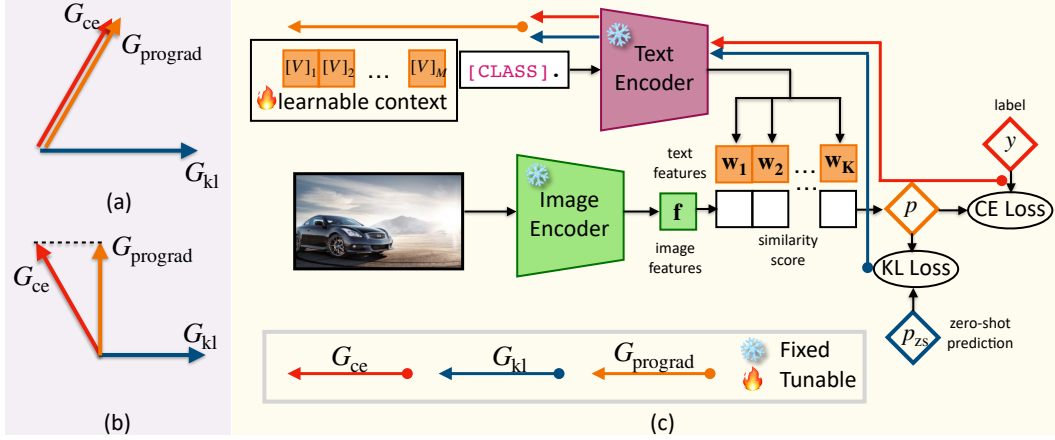 G_ce
G_prograd
G_kl
(a)
G_prograd
G_ce
G_kl
(b)
[V]_1 [V]_2 ... [V]_M
learnable context
[CLASS].
Text
Encoder
label
y
text
features
w_1 w_2 ... w_K
...
Image
Encoder
f
image
features
similarity
score
p
CE Loss
KL Loss
p_zs
zero-shot
prediction
G_ce
G_kl
G_prograd
Fixed
Tunable
(c)